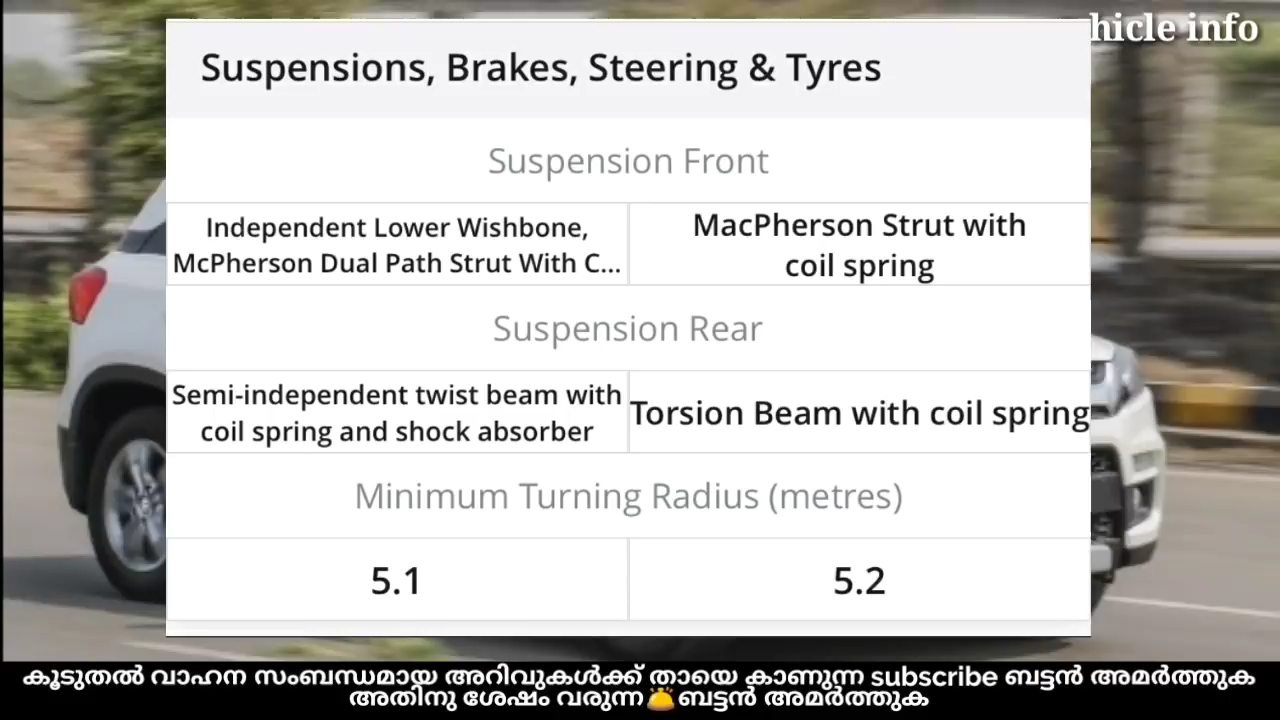 hicle info
Suspensions, Brakes, Steering & Tyres
Suspension Front
Independent Lower Wishbone,
McPherson Dual Path Strut With C...
MacPherson Strut with
coil spring
Suspension Rear
Semi-independent twist beam with
coil spring and shock absorber
Torsion Beam with coil spring
Minimum Turning Radius (metres)
5.1
5.2
കൂടുതൽ വാഹന സംബന്ധമായ അറിവുകൾക്ക് തായെ കാണുന്ന subscribe ബട്ടൻ അമർത്തുക
അതിനു ശേഷം വരുന്ന🛎ബട്ടൻ അമർത്തുക